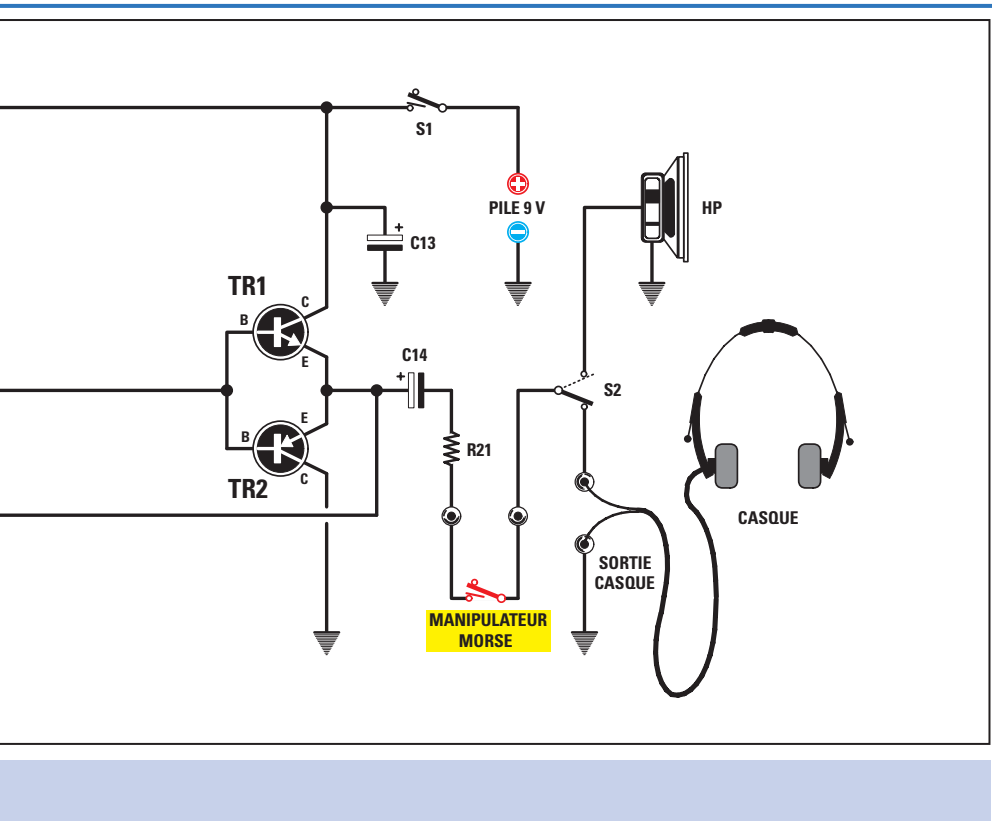 S1
PILE 9 V
HP
+
C13
TR1
C
B
E
C14
+
S2
E
B
R21
C
TR2
CASQUE
SORTIE
CASQUE
MANIPULATEUR
MORSE